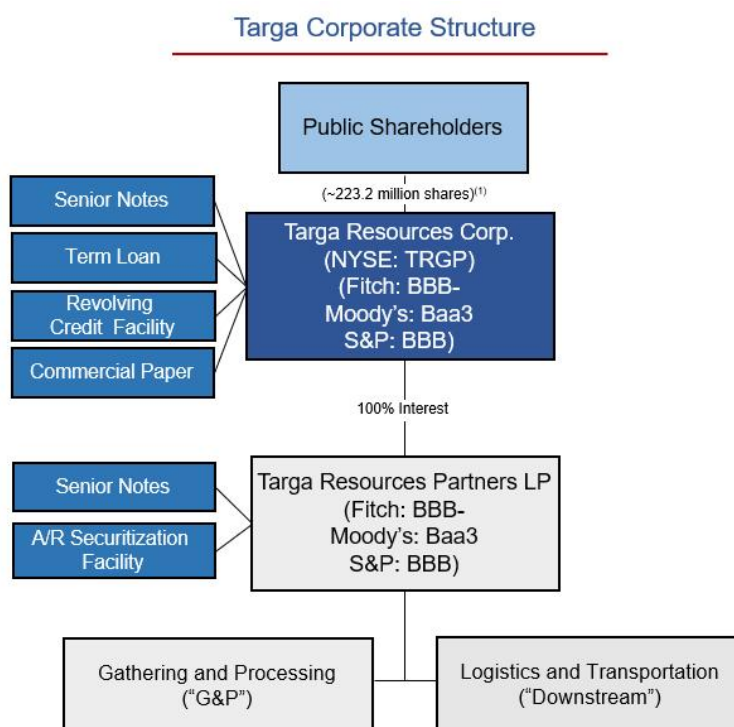 Targa Corporate Structure
Public Shareholders
(~223.2 million shares)(1)
Senior Notes
Term Loan
Revolving
Credit Facility
Commercial Paper
Targa Resources Corp.
(NYSE: TRGP)
(Fitch: BBB-
Moody's: Baa3
S&P: BBB)
100% Interest
Senior Notes
A/R Securitization
Facility
Targa Resources Partners LP
(Fitch: BBB-
Moody's: Baa3
S&P: BBB)
Gathering and Processing
("G&P")
Logistics and Transportation
("Downstream")